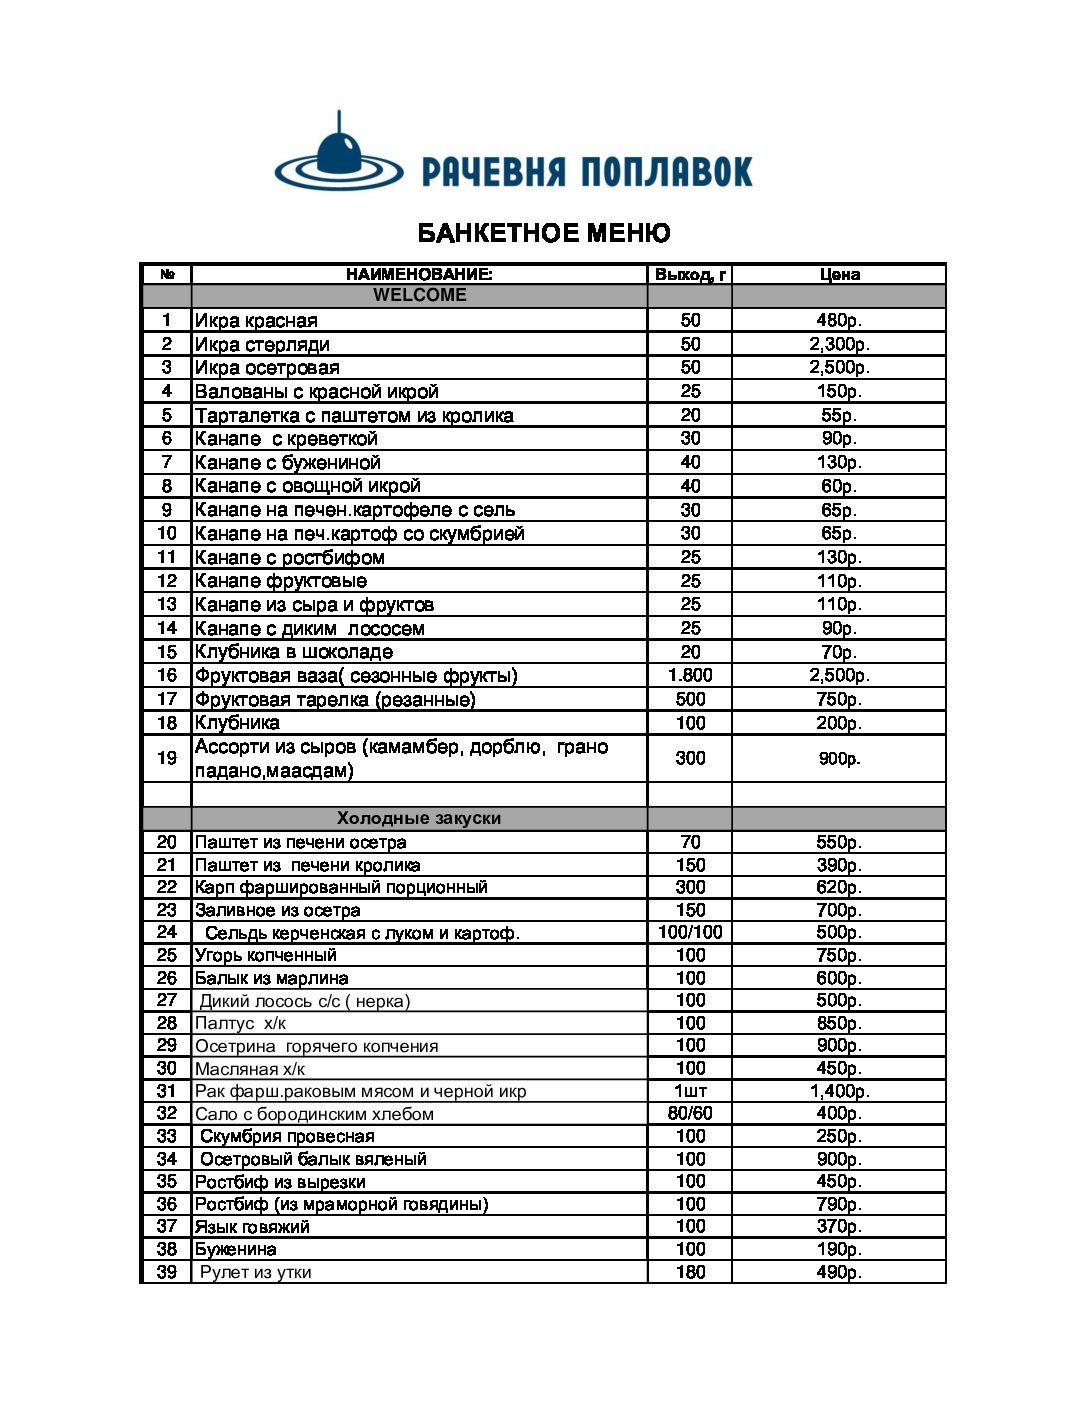 РАЧЕВНЯ ПОПЛАВОК
БАНКЕТНОЕ МЕНЮ
№ НАИМЕНОВАНИЕ: Выход, г Цена
WELCOME
1 Икра красная 50 480р.
2 Икра стерляди 50 2,300р.
3 Икра осетровая 50 2,500р.
4 Валованы с красной икрой 25 150р.
5 Тарталетка с паштетом из кролика 20 55р.
6 Канапе с креветкой 30 90р.
7 Канапе с бужениной 40 130р.
8 Канапе с овощной икрой 40 60р.
9 Канапе на печен.картофеле с сель 30 65р.
10 Канапе на печ.картоф со скумбрией 30 65р.
11 Канапе с ростбифом 25 130р.
12 Канапе фруктовые 25 110р.
13 Канапе из сыра и фруктов 25 110р.
14 Канапе с диким лососем 25 90р.
15 Клубника в шоколаде 20 70р.
16 Фруктовая ваза( сезонные фрукты) 1.800 2,500р.
17 Фруктовая тарелка (резанные) 500 750р.
18 Клубника 100 200р.
19 Ассорти из сыров (камамбер, дорблю, грано
падано,маасдам) 300 900р.
Холодные закуски
20 Паштет из печени осетра 70 550р.
21 Паштет из печени кролика 150 390р.
22 Карп фаршированный порционный 300 620р.
23 Заливное из осетра 150 700р.
24 Сельдь керченская с луком и картоф. 100/100 500р.
25 Угорь копченный 100 750р.
26 Балык из марлина 100 600р.
27 Дикий лосось с/с ( нерка) 100 500р.
28 Палтус х/к 100 850р.
29 Осетрина горячего копчения 100 900р.
30 Масляная х/к 100 450р.
31 Рак фарш.раковым мясом и черной икр 1шт 1,400р.
32 Сало с бородинским хлебом 80/60 400р.
33 Скумбрия провесная 100 250р.
34 Осетровый балык вяленый 100 900р.
35 Ростбиф из вырезки 100 450р.
36 Ростбиф (из мраморной говядины) 100 790р.
37 Язык говяжий 100 370р.
38 Буженина 100 190р.
39 Рулет из утки 180 490р.